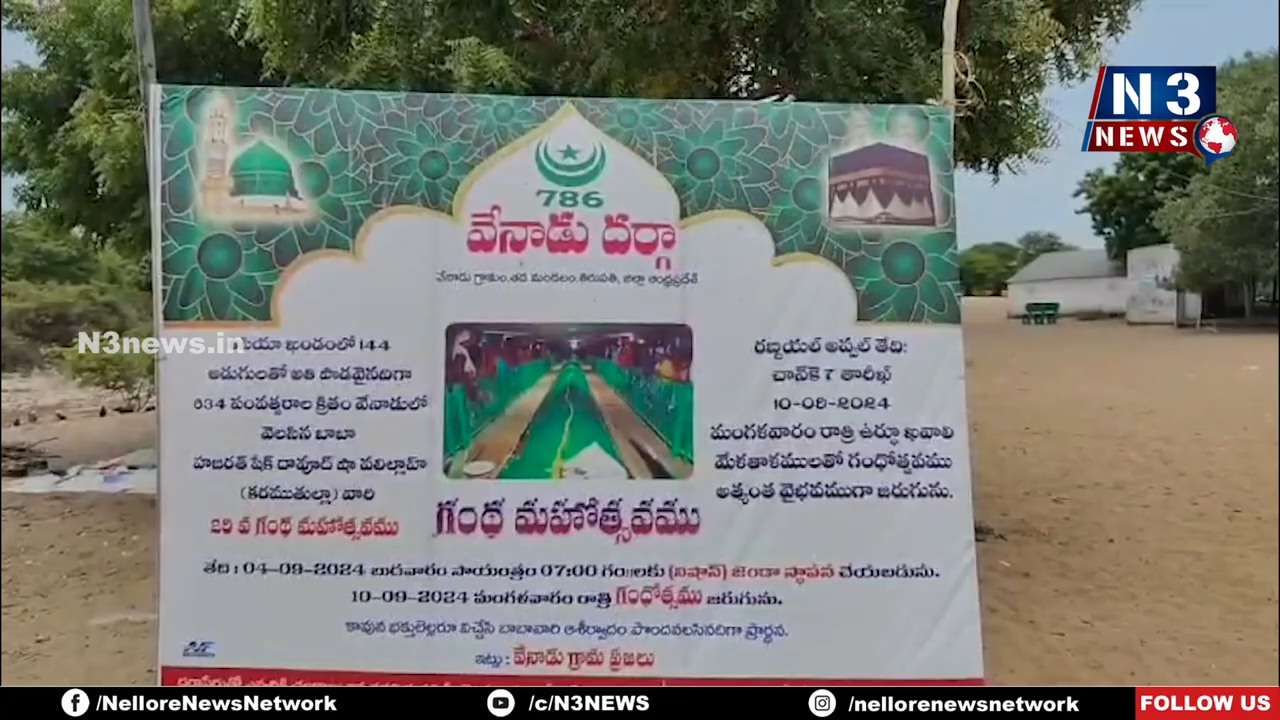 N3
NEWS
786
వేనాడు దర్గా
వేనాడు గ్రామం, తడ మండలం, తిరుపతి, జిల్లా ఆంధ్రప్రదేశ్
N3news.in
ఖండంలో 144
అడుగులతో అతి పొడవైనదిగా
634 సంవత్సరాల క్రితం వేనాడులో
వెలసిన బాబా
హజరత్ షేక్ దావూద్ షా వలిల్లాహ్
(కరముతుల్లా) వారి
వ గంథ మహోత్సవము
గంథ మహోత్సవము
రబ్బియల్ అవ్వల్ తేది:
చాన్‌కె 7 తారీఖ్
10-09-2024
మంగళవారం రాత్రి ఉర్ధూ ఖవాలి
మేళతాళములతో గంధోత్సవము
అత్యంత వైభవముగా జరుగును.
తేది : 04-09-2024 బుదవారం సాయంత్రం 07:00 గం॥లకు (నిషాన్) జెండా స్థాపన చేయబడును.
10-09-2024 మంగళవారం రాత్రి గంధోత్సము జరుగును.
కావున భక్తులెల్లరూ విచ్చేసి బాబావారి ఆశీర్వాదం పొందవలసినదిగా ప్రార్థన.
ఇట్లు : వేనాడు గ్రామ ప్రజలు
/NelloreNewsNetwork
/c/N3NEWS
/nellorenewsnetwork
FOLLOW US